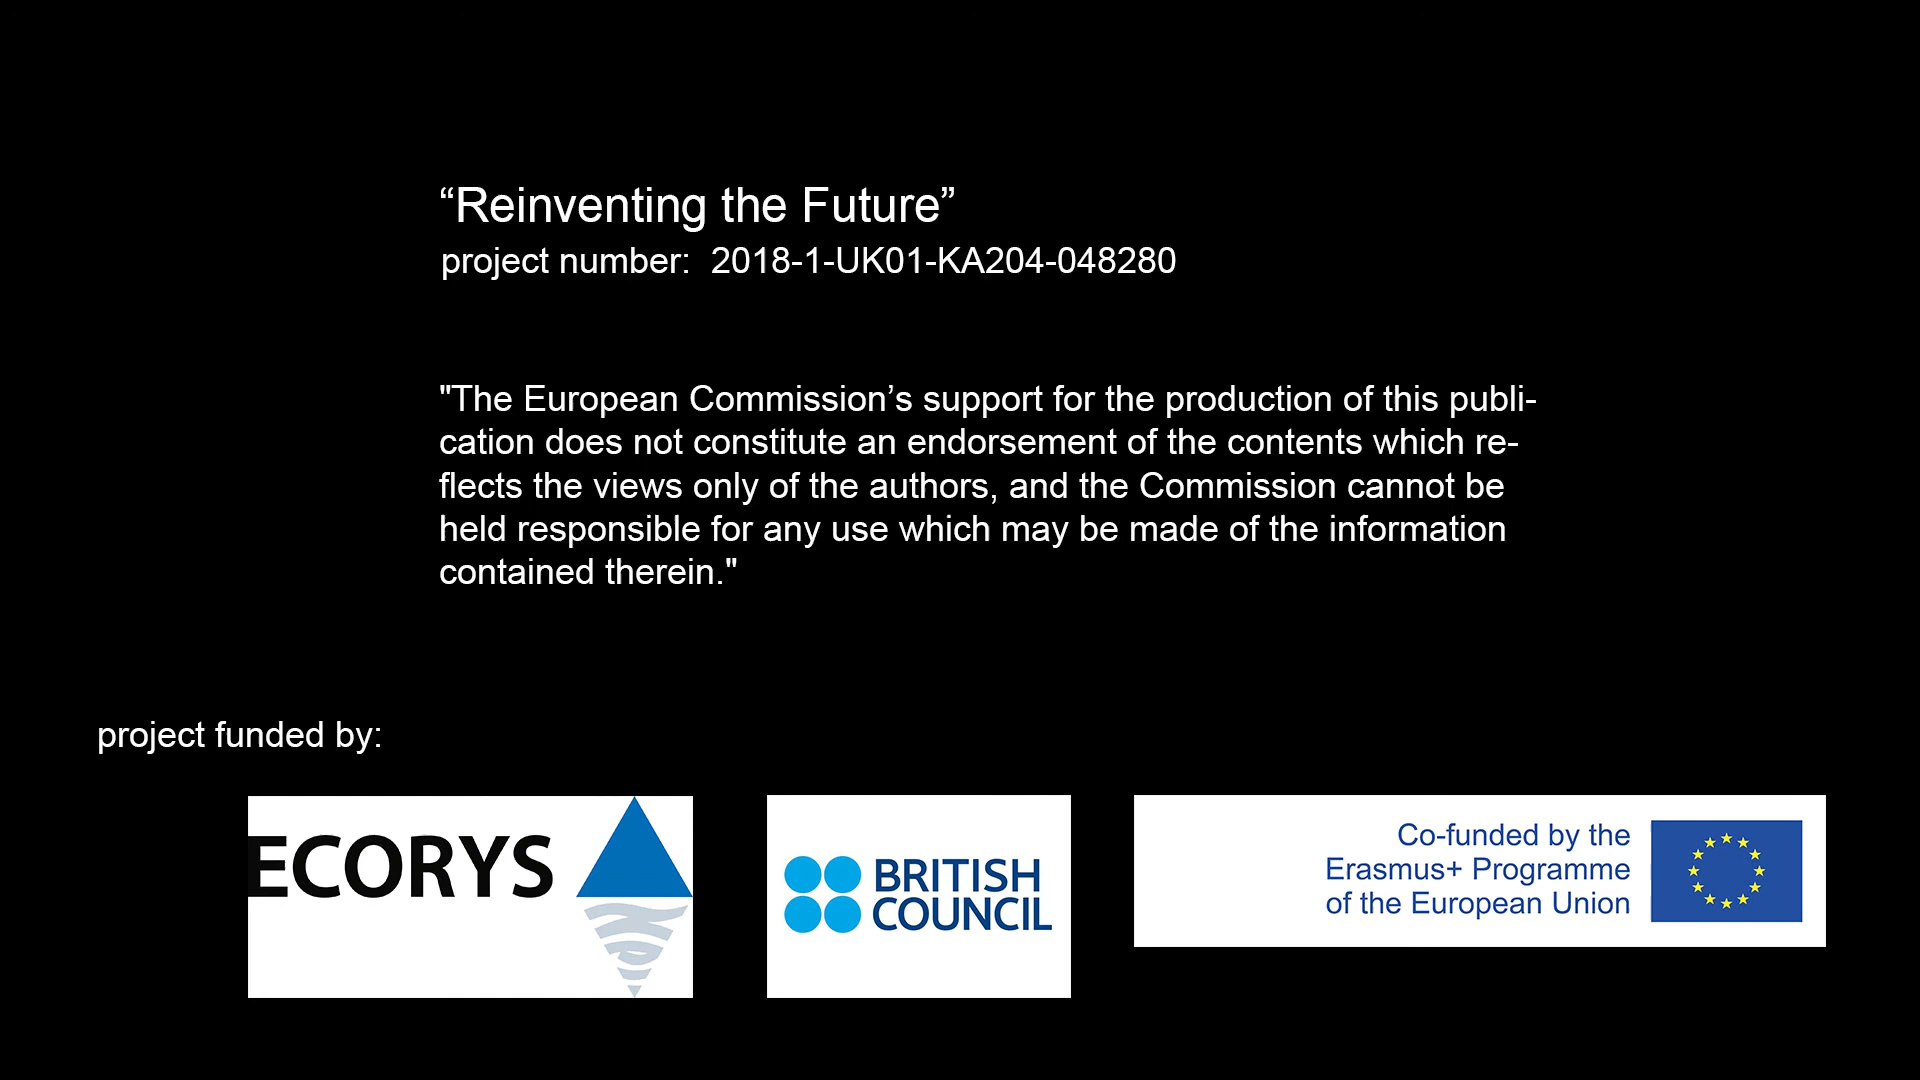 “Reinventing the Future”
project number:  2018-1-UK01-KA204-048280
"The European Commission’s support for the production of this publi-
cation does not constitute an endorsement of the contents which re-
flects the views only of the authors, and the Commission cannot be
held responsible for any use which may be made of the information
contained therein."
project funded by:
ECORYS
BRITISH
COUNCIL
Co-funded by the
Erasmus+ Programme
of the European Union